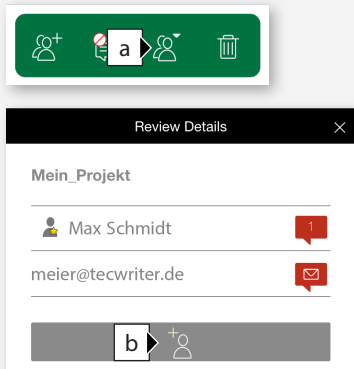 a
Review Details
Mein_Projekt
Max Schmidt
1
meier@tecwriter.de
b